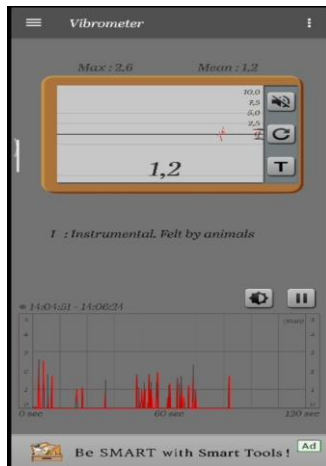 Vibrometer
Max : 2,6 Mean : 1,2
10,0
7,5
5,0
2,5
1,2
T
I : Instrumental. Felt by animals
14:04:51 - 14:06:24
0 sec 60 sec 120 sec
Be SMART with Smart Tools! Ad